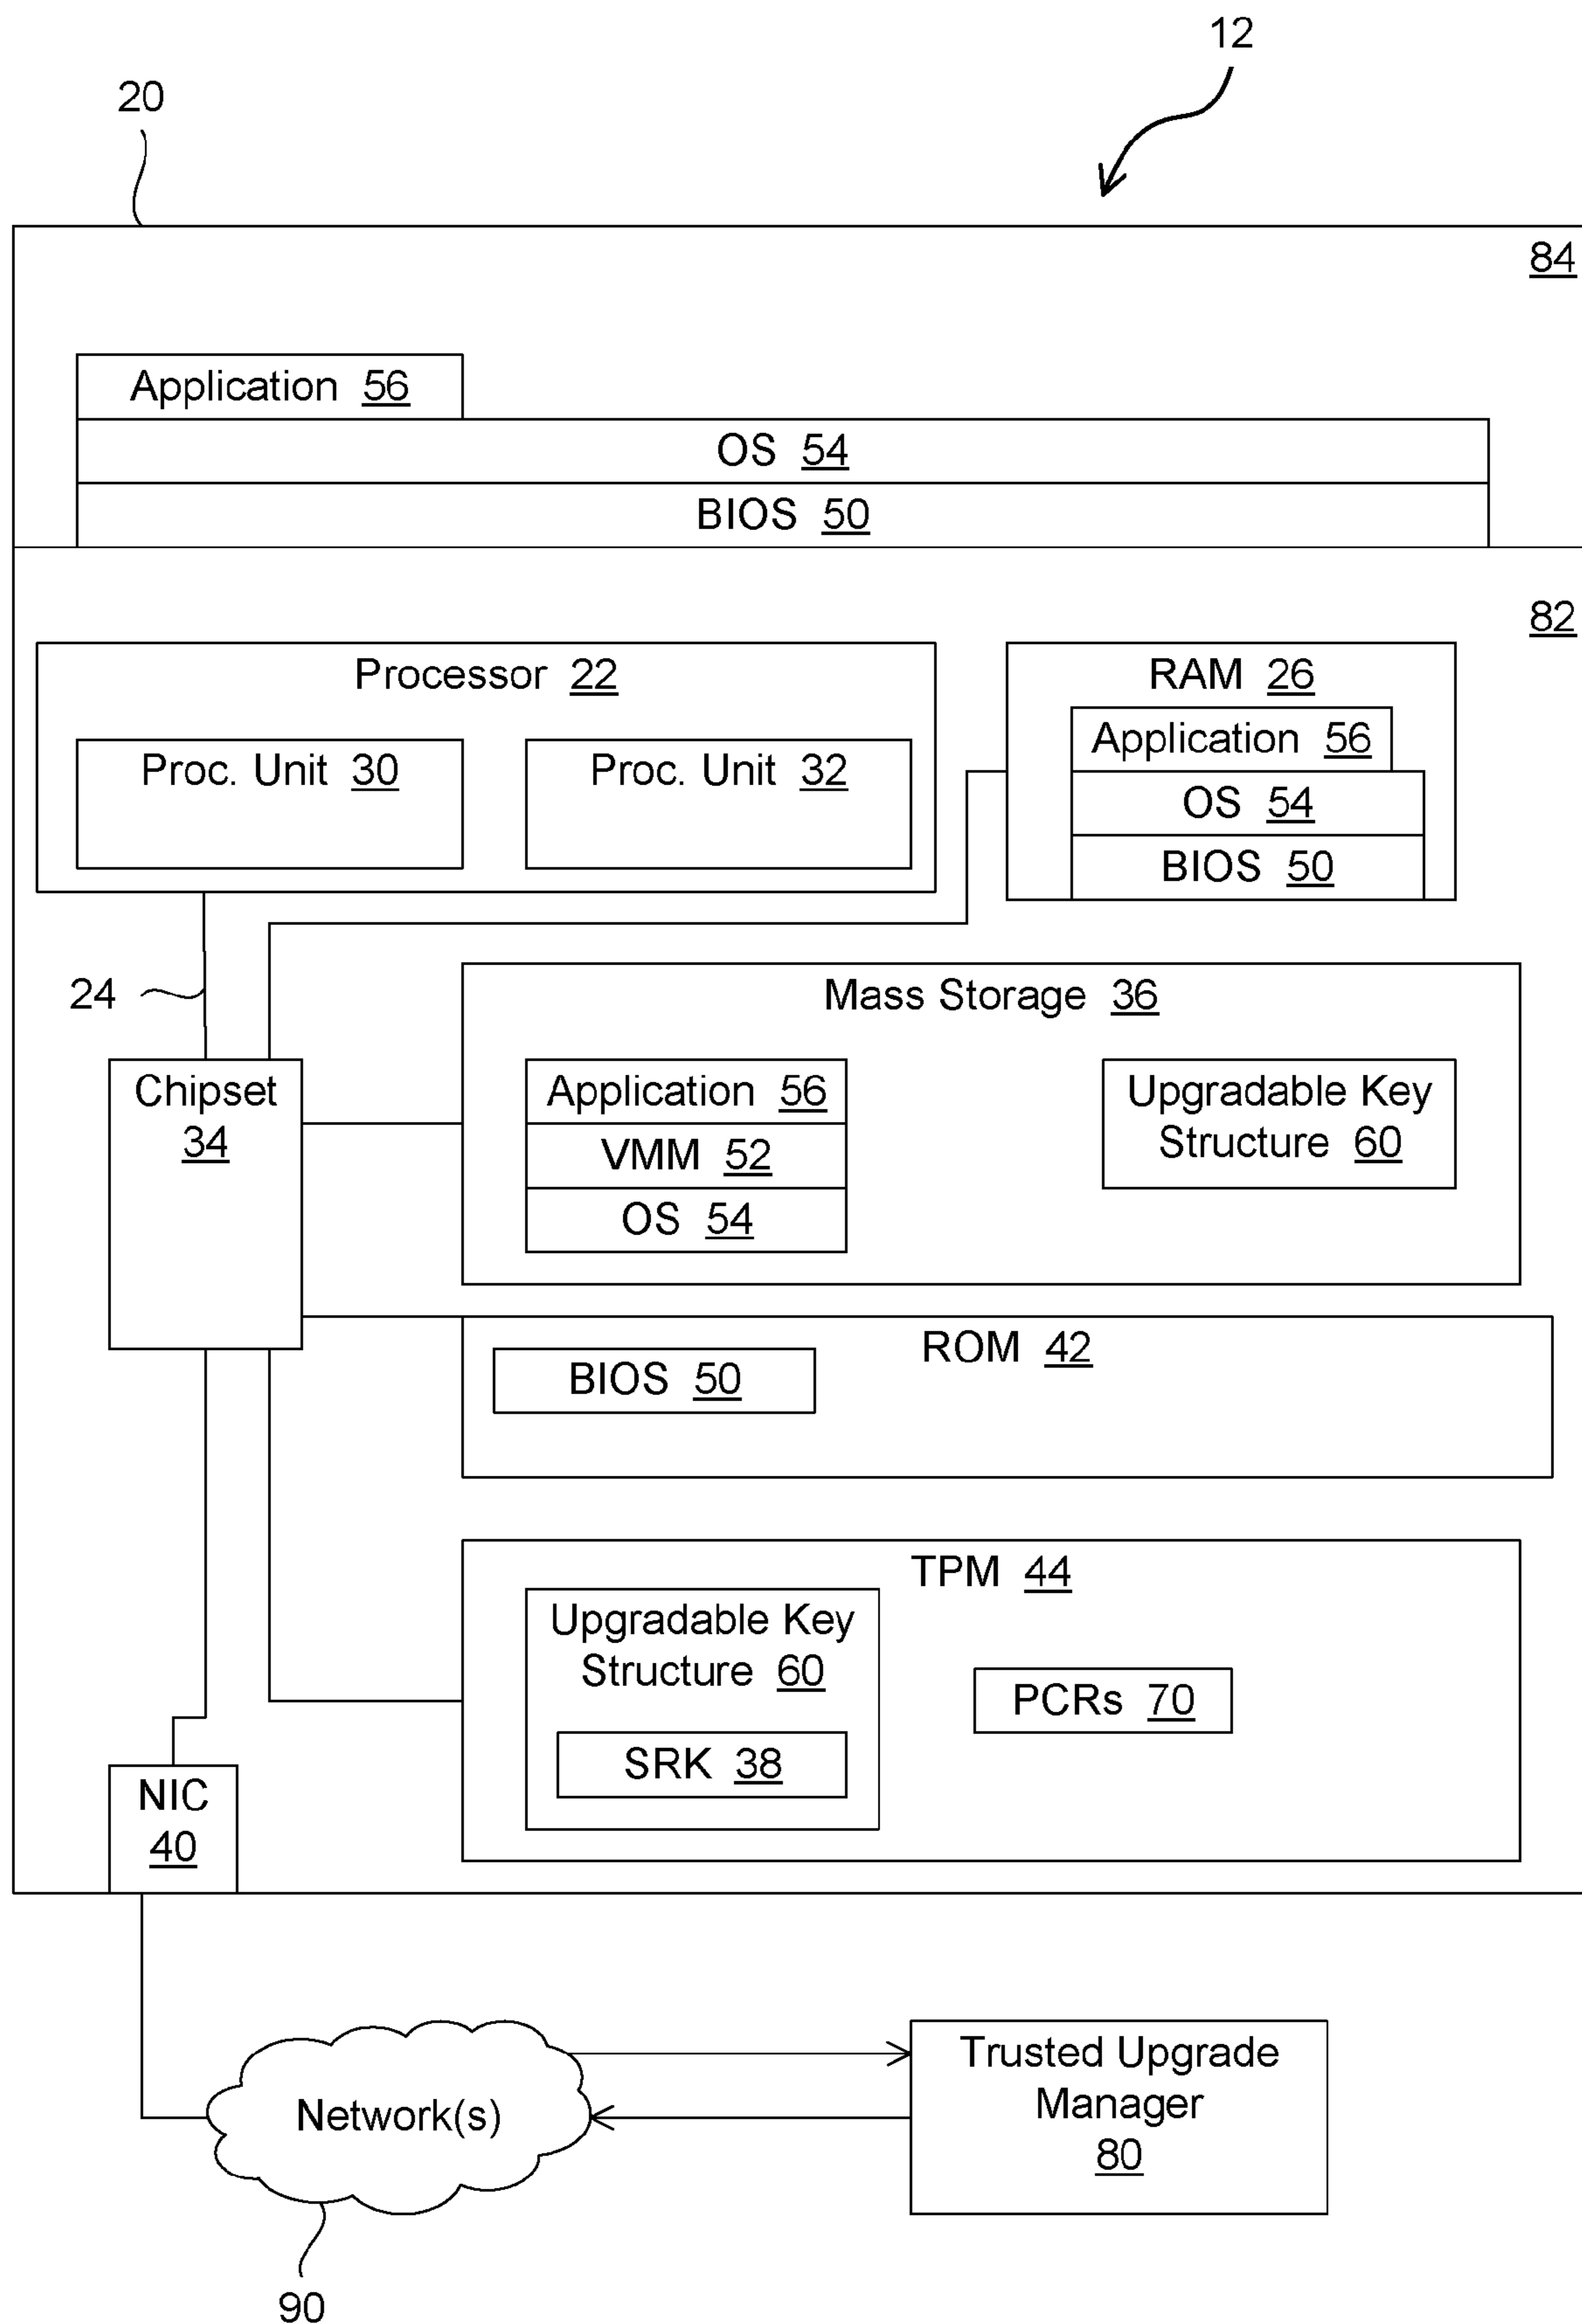 12
20
84
Application 56
OS 54
BIOS 50
82
Processor 22
Proc. Unit 30
Proc. Unit 32
RAM 26
Application 56
OS 54
BIOS 50
24
Mass Storage 36
Chipset
34
Application 56
VMM 52
OS 54
Upgradable Key
Structure 60
ROM 42
BIOS 50
TPM 44
Upgradable Key
Structure 60
SRK 38
PCRs 70
NIC
40
Network(s)
Trusted Upgrade
Manager
80
90